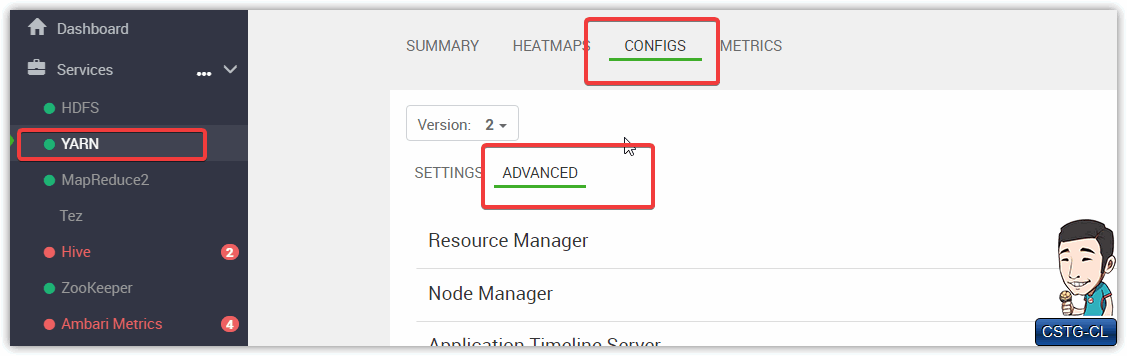 Dashboard
Services
HDFS
YARN
MapReduce2
Tez
Hive 2
ZooKeeper
Ambari Metrics 4
SUMMARY HEATMAPS CONFIGS METRICS
Version: 2
SETTINGS ADVANCED
Resource Manager
Node Manager
Application Timeline Server
CSTG-CL